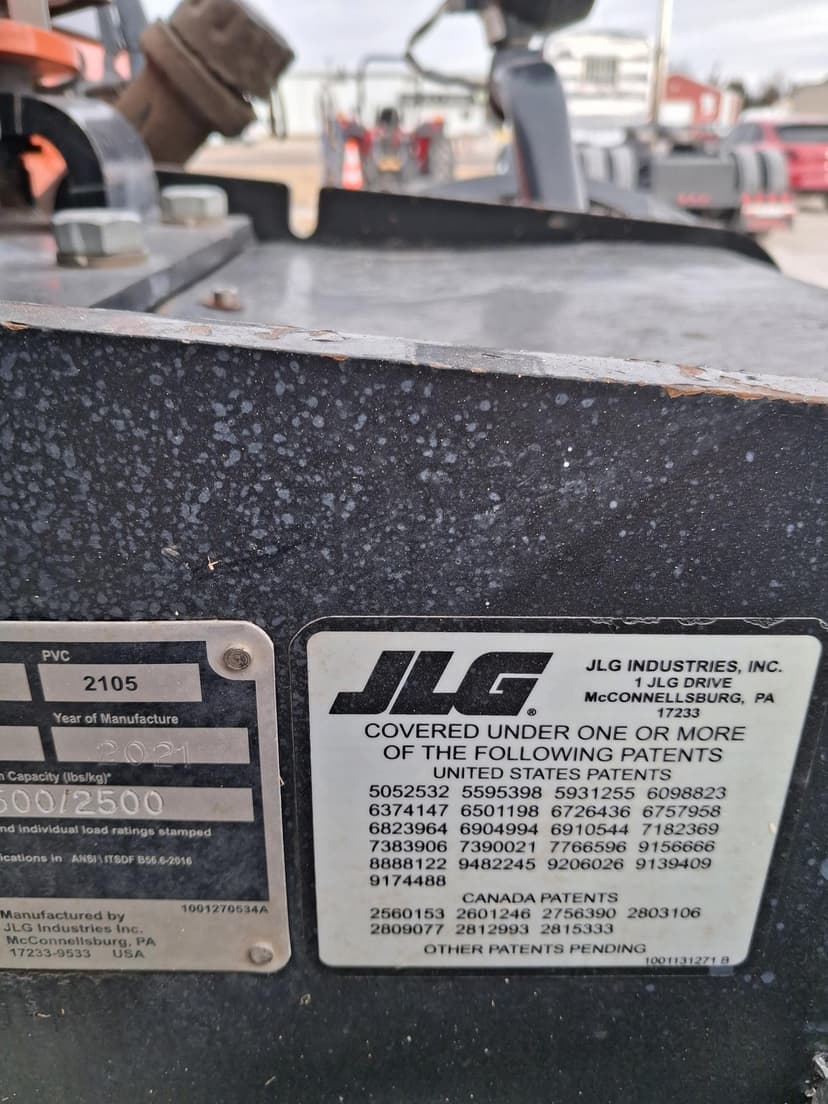 PVC
2105
Year of Manufacture
2021
Capacity (lbs/kg)*
500/2500
individual load ratings stamped
in ANSI\ITSDF B56.6-2016
1001270534A
Manufactured by
JLG Industries Inc.
McConnellsburg, PA
17233-9533 USA
JLG®
JLG INDUSTRIES, INC.
1 JLG DRIVE
McCONNELLSBURG, PA
17233
COVERED UNDER ONE OR MORE
OF THE FOLLOWING PATENTS
UNITED STATES PATENTS
5052532 5595398 5931255 6098823
6374147 6501198 6726436 6757958
6823964 6904994 6910544 7182369
7383906 7390021 7766596 9156666
8888122 9482245 9206026 9139409
9174488
CANADA PATENTS
2560153 2601246 2756390 2803106
2809077 2812993 2815333
OTHER PATENTS PENDING
1001131271 B